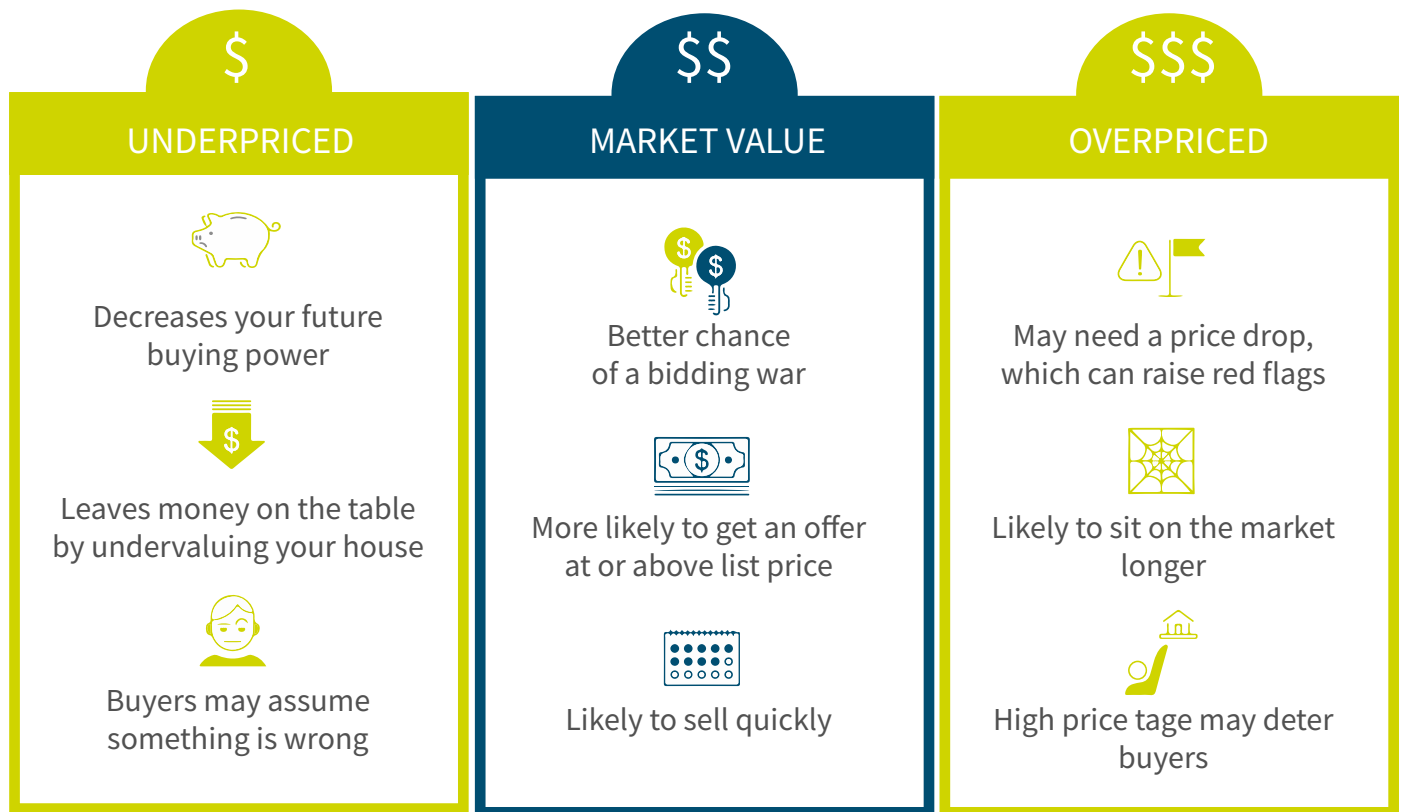 $
UNDERPRICED
Decreases your future
buying power
$
Leaves money on the table
by undervaluing your house
Buyers may assume
something is wrong
$$
MARKET VALUE
$
$
Better chance
of a bidding war
$
More likely to get an offer
at or above list price
Likely to sell quickly
$$$
OVERPRICED
!
May need a price drop,
which can raise red flags
Likely to sit on the market
longer
High price tage may deter
buyers